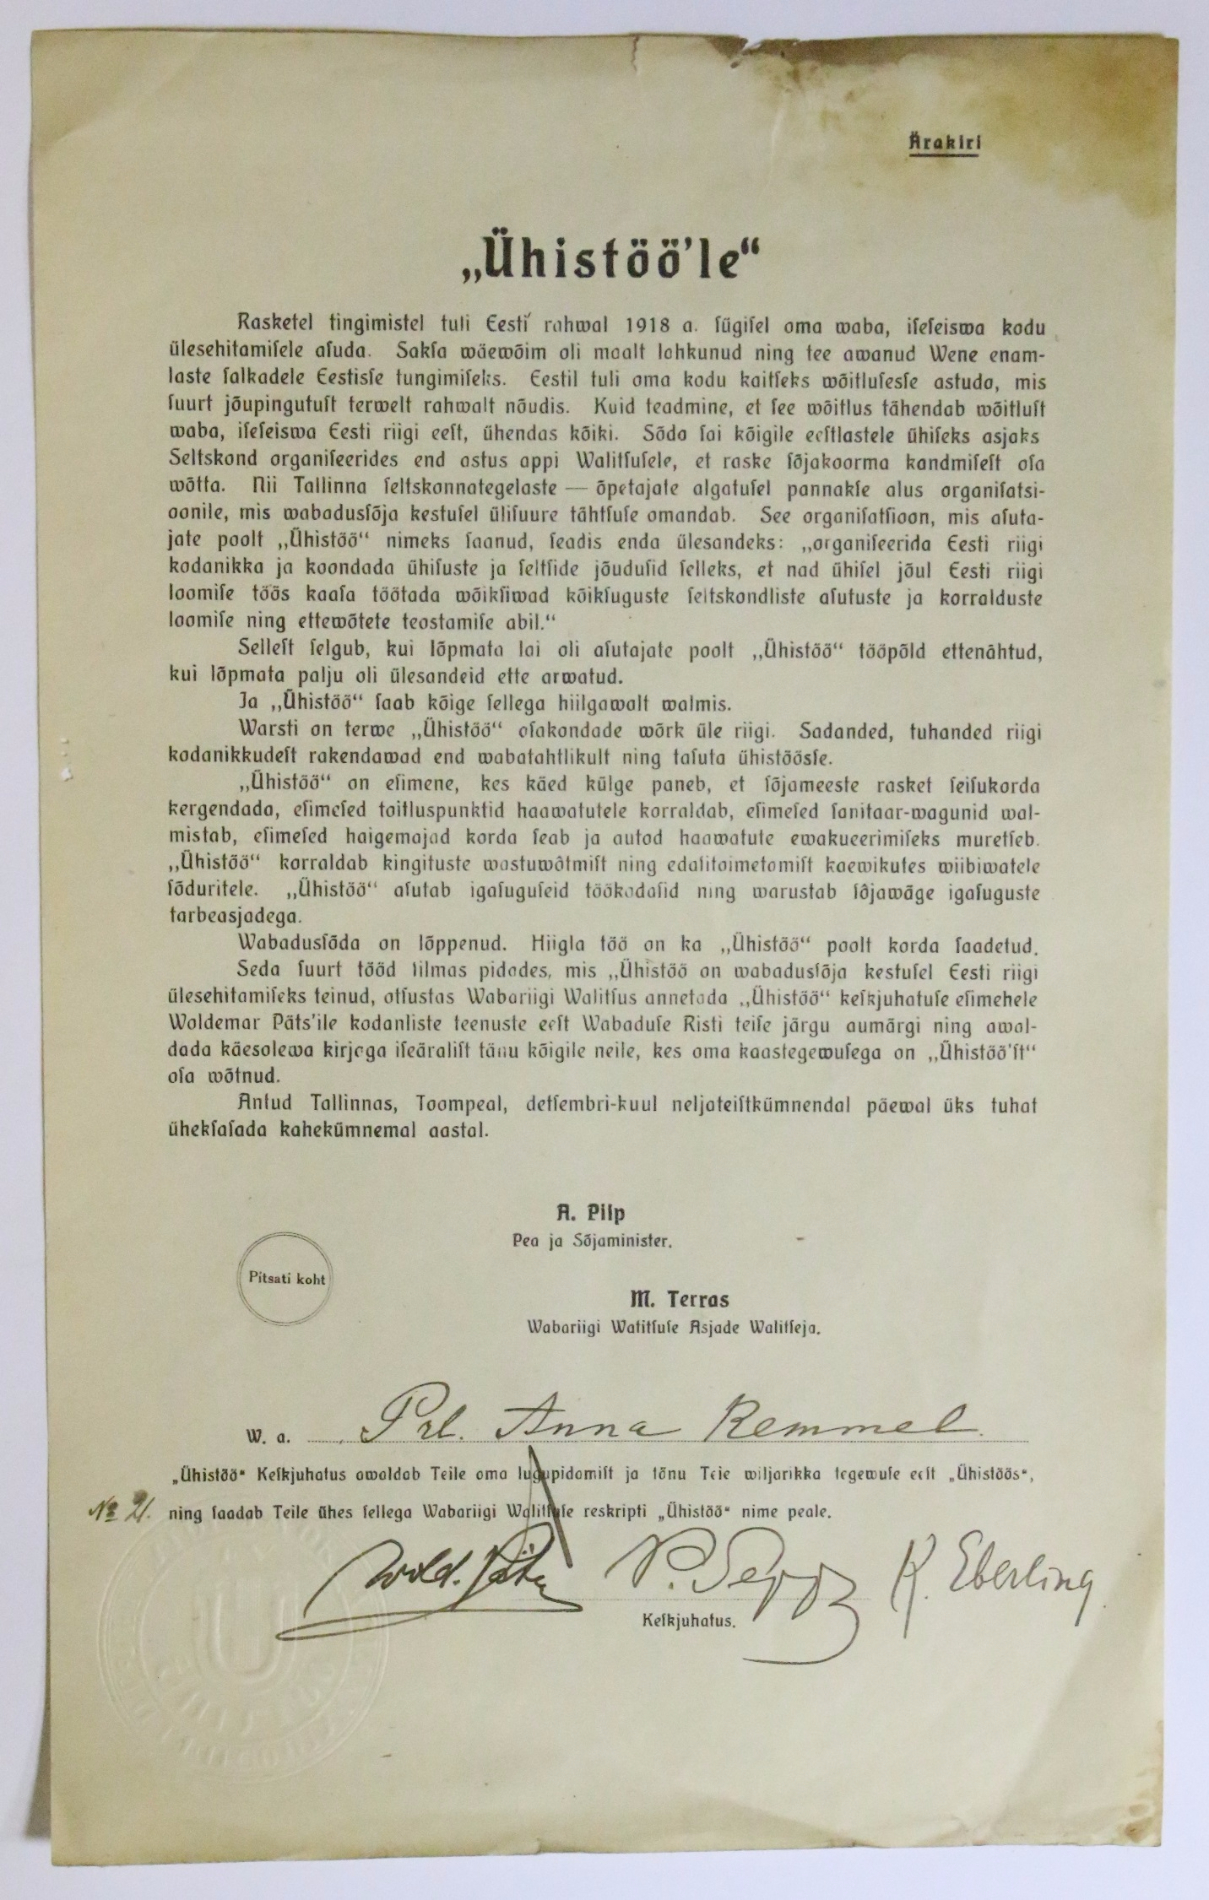 Ärakiri
„Ühistöö'le“
Rasketel tingimistel tuli Eesti rahwal 1918 a. ſügiſel oma waba, iſeſeiswa kodu
üleſehitamiſele aſuda. Sakſa wäewõim oli maalt lahkunud ning tee awanud Wene enam-
laste ſalkadele Eestisſe tungimiſeks. Eestil tuli oma kodu kaitſeks wõitluſesſe astuda, mis
ſuurt jõupingutuſt terwelt rahwalt nõudis. Kuid teadmine, et ſee wõitlus tähendab wõitluſt
waba, iſeſeiswa Eesti riigi eeſt, ühendas kõiki. Sõda ſai kõigile eeſtlastele ühiſeks asjaks
Seltskond organiſeerides end astus appi Walitſuſele, et raske ſõjakoorma kandmiſeſt oſa
wõtta. Nii Tallinna ſeltskonnategelaste — õpetajate algatuſel pannakſe alus organiſatsi-
oonile, mis wabadusſõja kestuſel üliſuure tähtſuſe omandab. See organiſatſioon, mis aſuta-
jate poolt „Ühistöö“ nimeks ſaanud, ſeadis enda ülesandeks: „organiſeerida Eesti riigi
kodanikka ja koondada ühiſuste ja ſeltſide jõuduſid ſelleks, et nad ühiſel jõul Eesti riigi
loomiſe töös kaaſa töötada wõikſiwad kõikſuguste ſeltskondliste aſutuste ja korralduste
loomiſe ning ettewõtete teostamiſe abil.“
Selleſt ſelgub, kui lõpmata lai oli aſutajate poolt „Ühistöö“ tööpõld ettenähtud,
kui lõpmata palju oli ülesandeid ette arwatud.
Ja „Ühistöö“ ſaab kõige ſellega hiilgawalt walmis.
Warsti on terwe „Ühistöö“ oſakondade wõrk üle riigi. Sadanded, tuhanded riigi
kodanikkudeſt rakendawad end wabatahtlikult ning taſuta ühistöösſe.
„Ühistöö“ on eſimene, kes käed külge paneb, et ſõjameeste rasket ſeiſukorda
kergendada, eſimeſed toitluspunktid haawatutele korraldab, eſimeſed ſanitaar-wagunid wal-
mistab, eſimeſed haigemajad korda ſeab ja autod haawatute ewakueerimiſeks muretſeb.
„Ühistöö“ korraldab kingituste wastuwõtmiſt ning edaſitoimetamiſt kaewikutes wiibiwatele
ſõduritele. „Ühistöö“ aſutab igaſuguſeid töökodaſid ning warustab ſõjawäge igaſuguste
tarbeasjadega.
Wabadusſõda on lõppenud. Hiigla töö on ka „Ühistöö“ poolt korda ſaadetud.
Seda ſuurt tööd ſilmas pidades, mis „Ühistöö on wabadusſõja kestuſel Eesti riigi
üleſehitamiſeks teinud, otſustas Wabariigi Walitſus annetada „Ühistöö“ keſkjuhatuſe eſimehele
Woldemar Päts'ile kodanliste teenuste eeſt Wabaduſe Risti teiſe järgu aumärgi ning awal-
dada käesolewa kirjaga iſeäraliſt tänu kõigile neile, kes oma kaastegewuſega on „Ühistöö'ſt“
oſa wõtnud.
Antud Tallinnas, Toompeal, detſembri-kuul neljateiſtkümnendal päewal üks tuhat
ühekſaſada kahekümnemal aastal.
A. Piip
Pea ja Sõjaminister.
Pitsati koht
M. Terras
Wabariigi Watitſuſe Asjade Walitſeja.
W. a. Prl. Anna Remmel.
„Ühistöö“ Keſkjuhatus awaldab Teile oma lugupidamiſt ja tänu Teie wiljarikka tegewuſe eeſt „Ühistöös“,
№ 21. ning ſaadab Teile ühes ſellega Wabariigi Walitſuſe reskripti „Ühistöö“ nime peale.
Wold. Päts P. Sepp K. Eberling.
Keſkjuhatus.